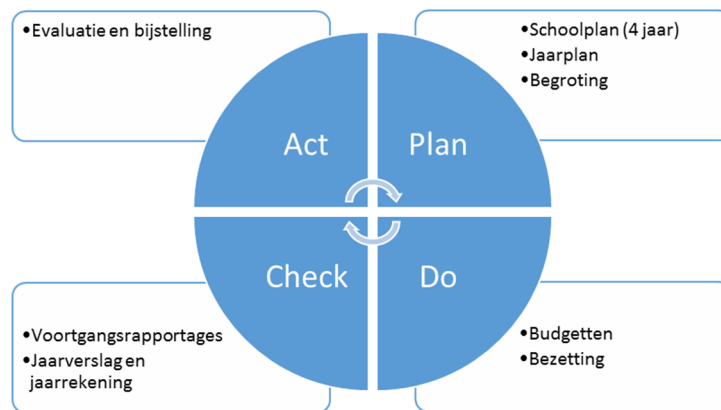 •Evaluatie en bijstelling
•Schoolplan (4 jaar)
•Jaarplan
•Begroting
Act
Plan
Check
Do
•Voortgangsrapportages
•Jaarverslag en
jaarrekening
•Budgetten
•Bezetting